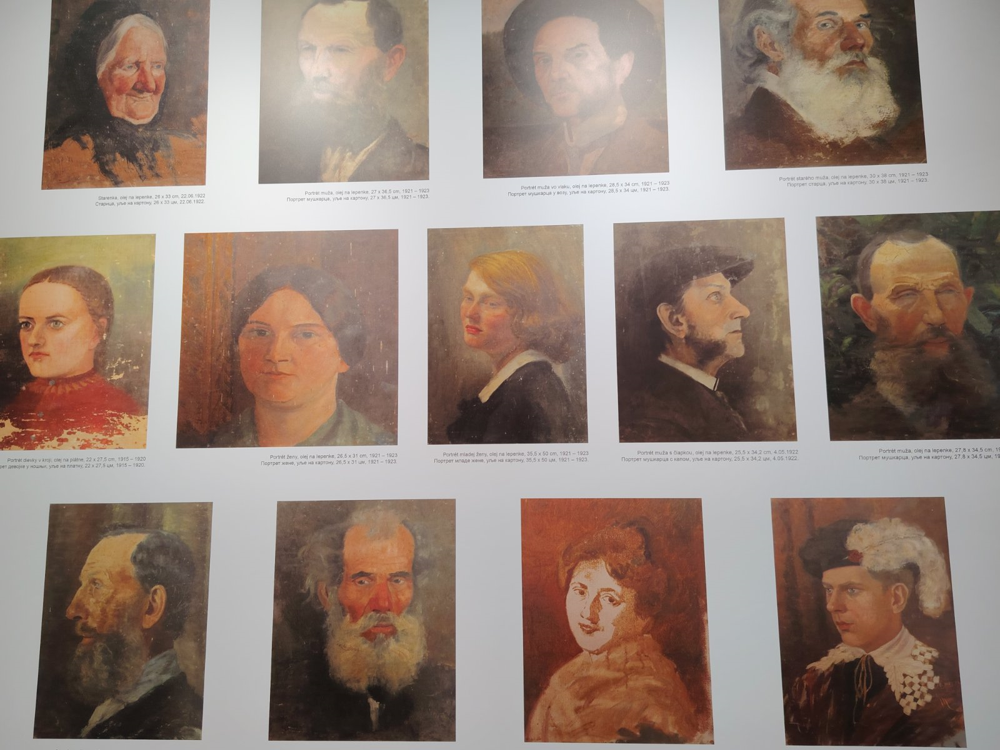 Starenka, olej na lepenke, 26 x 33 cm, 22.06.1922
Старица, уље на картону, 26 x 33 цм, 22.06.1922.
Portrét muža, olej na lepenke, 27 x 36,5 cm, 1921 – 1923
Портрет мушкарца, уље на картону, 27 x 36,5 цм, 1921 – 1923.
Portrét muža vo vlaku, olej na lepenke, 28,5 x 34 cm, 1921 – 1923
Портрет мушкарца у возу, уље на картону, 28,5 x 34 цм, 1921 – 1923.
Portrét starého muža, olej na lepenke, 30 x 38 cm, 1921 – 1923
Портрет старца, уље на картону, 30 x 38 цм, 1921 – 1923.
Portrét dievky v kroji, olej na plátne, 22 x 27,5 cm, 1915 – 1920
рет девојке у ношњи, уље на платну, 22 x 27,5 цм, 1915 – 1920.
Portrét ženy, olej na lepenke, 26,5 x 31 cm, 1921 – 1923
Портрет жене, уље на картону, 26,5 x 31 цм, 1921 – 1923.
Portrét mladej ženy, olej na lepenke, 35,5 x 50 cm, 1921 – 1923
Портрет младе жене, уље на картону, 35,5 x 50 цм, 1921 – 1923.
Portrét muža s čiapkou, olej na lepenke, 25,5 x 34,2 cm, 4.05.1922
Портрет мушкарца с капом, уље на картону, 25,5 x 34,2 цм, 4.05.1922.
Portrét muža, olej na lepenke, 27,8 x 34,5 cm, 19
Портрет мушкарца, уље на картону, 27,8 x 34,5 цм, 19